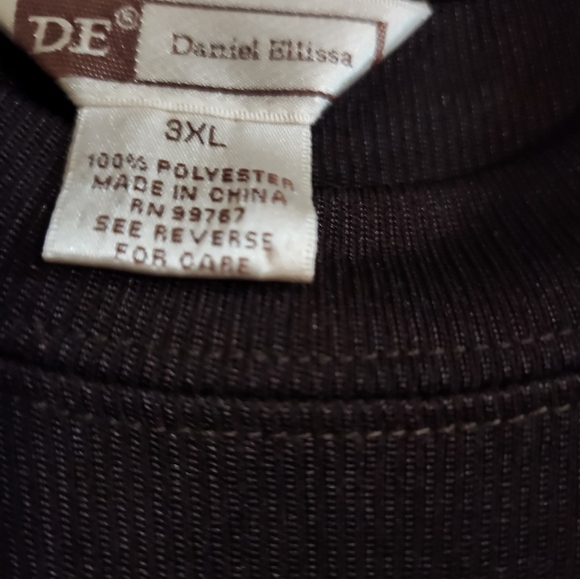 DE® Daniel Ellissa
3XL
100% POLYESTER
MADE IN CHINA
RN 99767
SEE REVERSE
FOR CARE